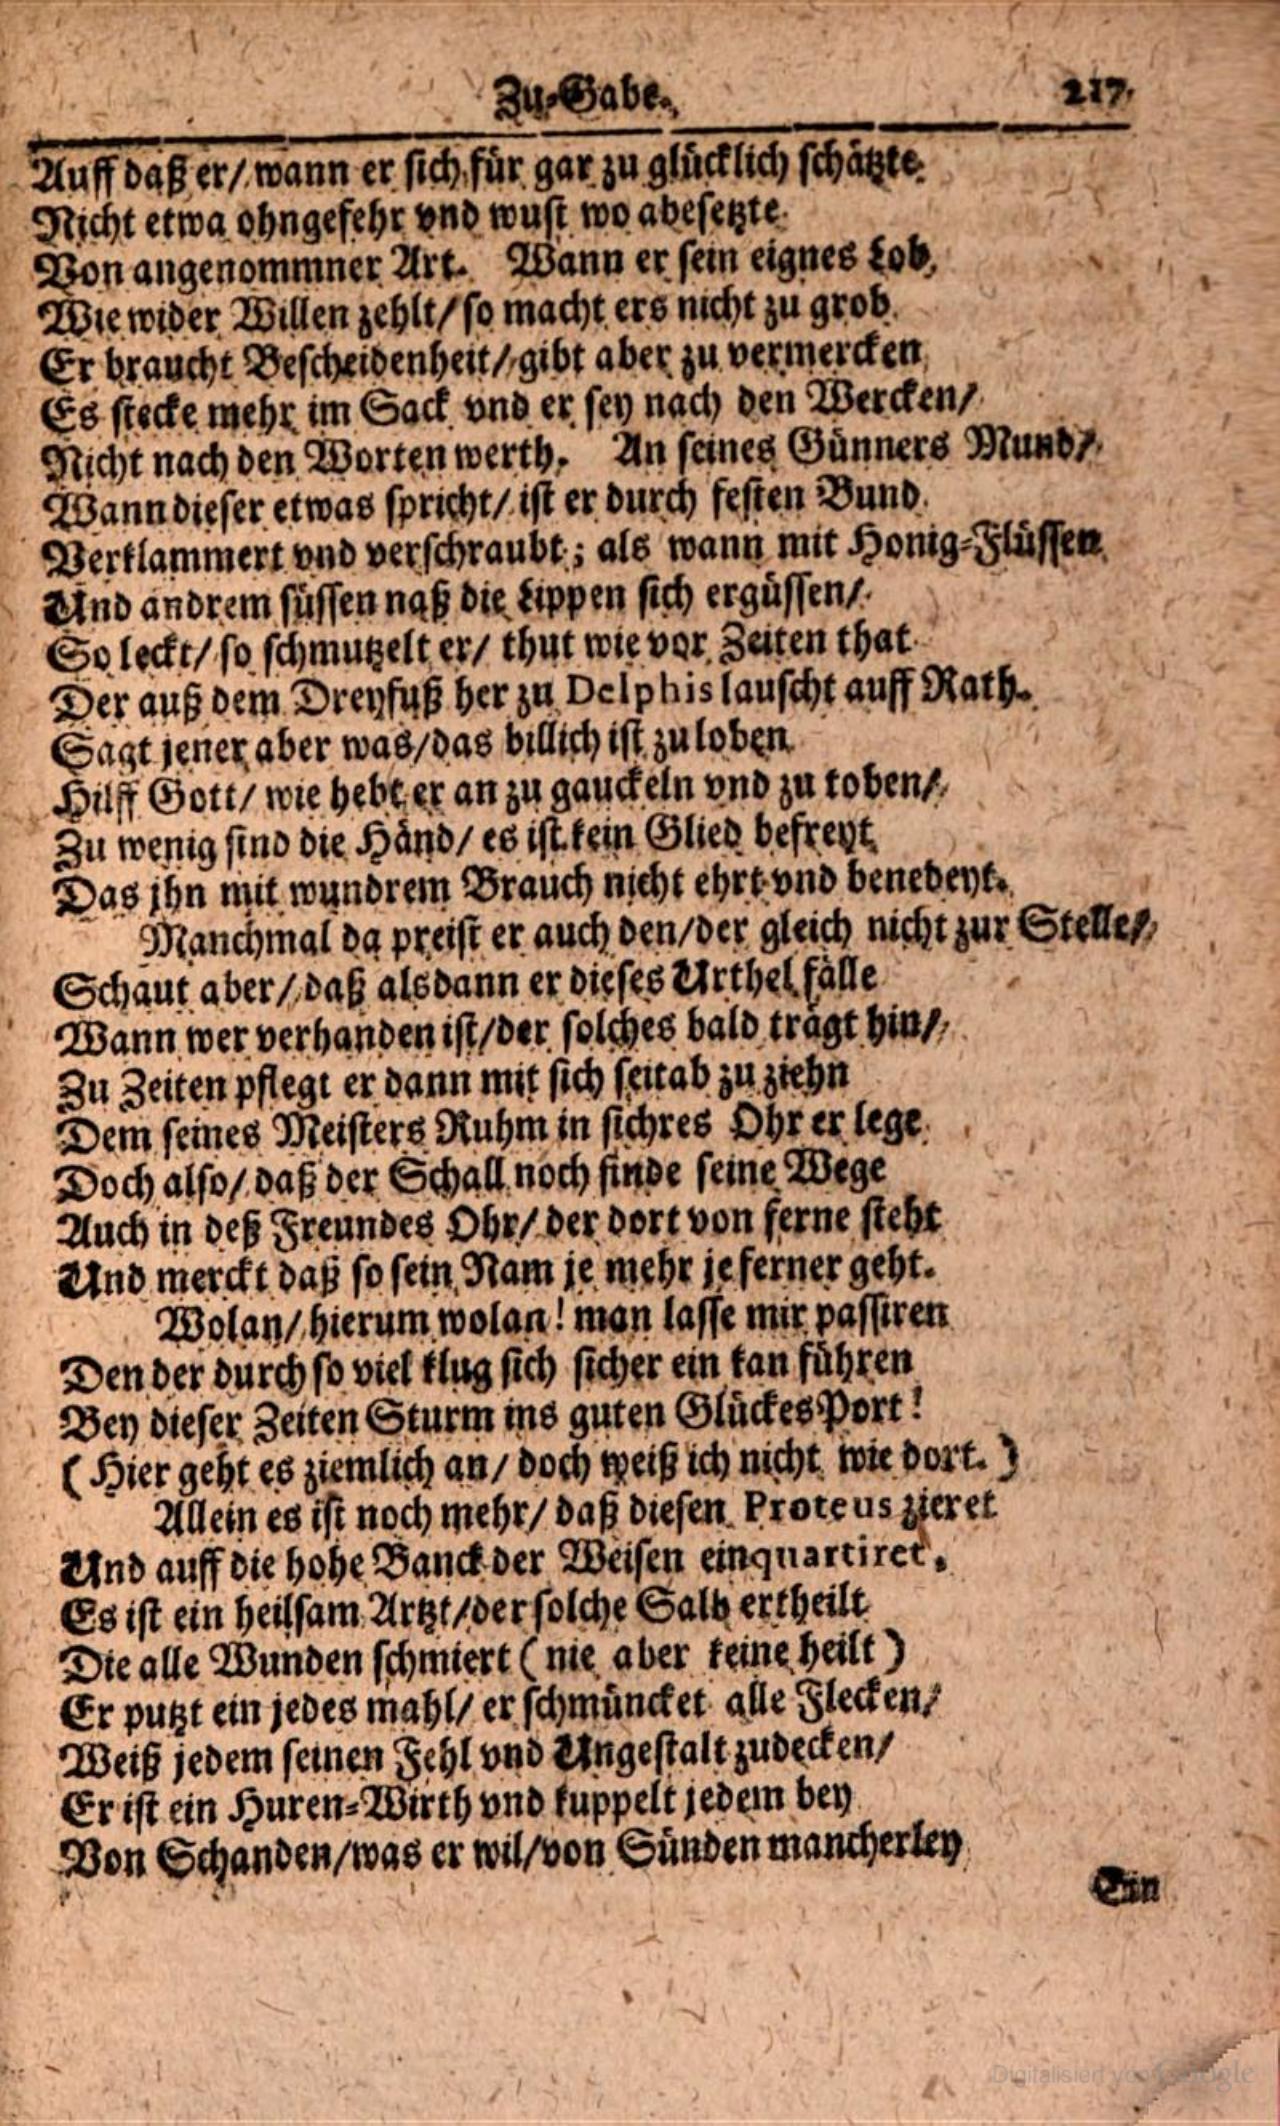 Zu-Gabe. 217.
Auff daß er/ wann er sich für gar zu glücklich schätzte
Nicht etwa ohngefehr vnd wust wo abesetzte
Von angenommner Art. Wann er sein eignes Lob,
Wie wider Willen zehlt/ so macht ers nicht zu grob
Er braucht Bescheidenheit/ gibt aber zu vermercken
Es stecke mehr im Sack vnd er sey nach den Wercken/
Nicht nach den Worten werth. An seines Günners Mund/
Wann dieser etwas spricht/ ist er durch festen Bund
Verklammert vnd verschraubt; als wann mit Honig-Flüssen
Und andrem süssen naß die Lippen sich ergüssen/
So leckt/ so schmutzelt er/ thut wie vor Zeiten that
Der auß dem Dreyfuß her zu Delphis lauscht auff Rath.
Sagt jener aber was/ das billich ist zu loben
Hilff Gott/ wie hebt er an zu gauckeln vnd zu toben/
Zu wenig sind die Händ/ es ist kein Glied befreyt
Das jhn mit wundrem Brauch nicht ehrt vnd benedeyt.
Manchmal da preist er auch den/ der gleich nicht zur Stelle/
Schaut aber/ daß alsdann er dieses Urthel fälle
Wann wer verhanden ist/ der solches bald trägt hin/
Zu Zeiten pflegt er dann mit sich seitab zu ziehn
Dem seines Meisters Ruhm in sichres Ohr er lege
Doch also/ daß der Schall noch finde seine Wege
Auch in deß Freundes Ohr/ der dort von ferne steht
Und merckt daß so sein Nam je mehr je ferner geht.
Wolan/ hierum wolan! man lasse mir passiren
Den der durch so viel klug sich sicher ein kan führen
Bey dieser Zeiten Sturm ins guten Glückes Port!
( Hier geht es ziemlich an/ doch weiß ich nicht wie dort. )
Allein es ist noch mehr/ daß diesen Proteus zieret
Und auff die hohe Banck der Weisen einquartiret.
Es ist ein heilsam Artzt/ der solche Salb ertheilt
Die alle Wunden schmiert ( nie aber keine heilt )
Er putzt ein jedes mahl/ er schmüncket alle Flecken/
Weiß jedem seinen Fehl vnd Ungestalt zudecken/
Er ist ein Huren-Wirth vnd kuppelt jedem bey
Von Schanden/ was er wil/ von Sünden mancherley
Ein
Digitalisiert von Google